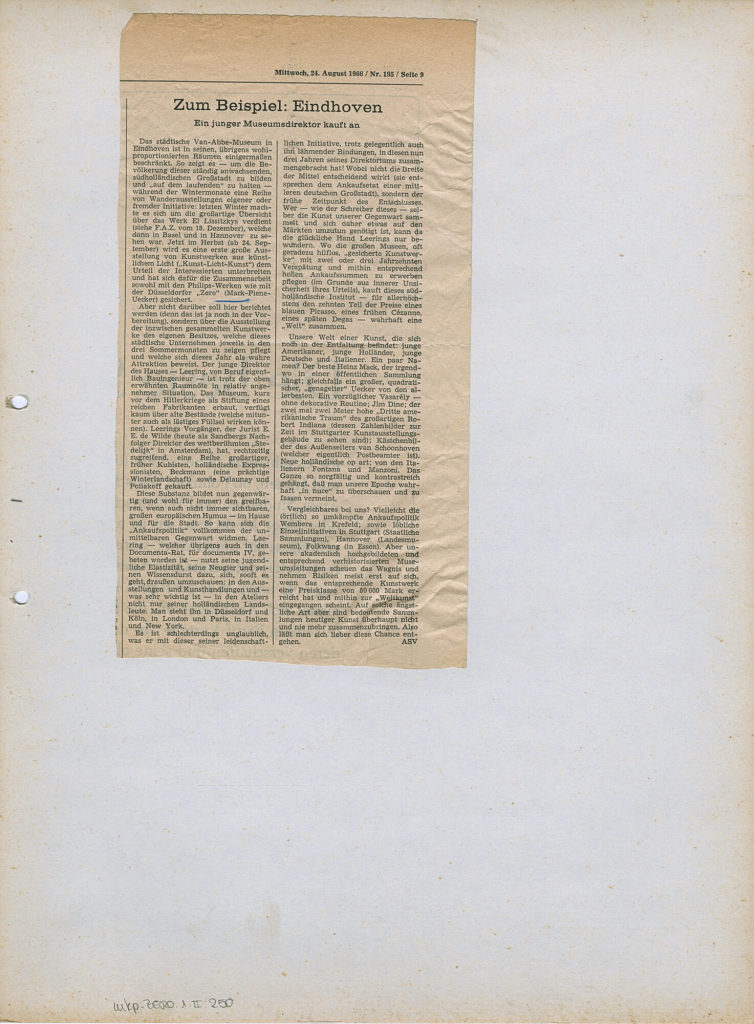 Mittwoch, 24. August 1966 / Nr. 195 / Seite 9
Zum Beispiel: Eindhoven
Ein junger Museumsdirektor kauft an
Das städtische Van-Abbe-Museum in
Eindhoven ist in seinen, übrigens wohl-
proportionierten Räumen einigermaßen
beschränkt. So zeigt es — um die Be-
völkerung dieser ständig anwachsenden,
südholländischen Großstadt zu bilden
und „auf dem laufenden" zu halten —
während der Wintermonate eine Reihe
von Wanderausstellungen eigener oder
fremder Initiative: letzten Winter mach-
te es sich um die großartige Übersicht
über das Werk El Lissitzkys verdient
(siehe F.A.Z. vom 18. Dezember), welche
dann in Basel und in Hannover zu se-
hen war. Jetzt im Herbst (ab 24. Sep-
tember) wird es eine erste große Aus-
stellung von Kunstwerken aus künst-
lichem Licht („Kunst-Licht-Kunst") dem
Urteil der Interessierten unterbreiten
und hat sich dafür die Zusammenarbeit
sowohl mit den Philips-Werken wie mit
der Düsseldorfer „Zero" (Mack-Piene-
Uecker) gesichert.
Aber nicht darüber soll hier berichtet
werden (denn das ist ja noch in der Vor-
bereitung), sondern über die Ausstellung
der inzwischen gesammelten Kunstwer-
ke des eigenen Besitzes, welche dieses
städtische Unternehmen jeweils in den
drei Sommermonaten zu zeigen pflegt
und welche sich dieses Jahr als wahre
Attraktion beweist. Der junge Direktor
des Hauses — Leering, von Beruf eigent-
lich Bauingenieur — ist trotz der oben
erwähnten Raumnöte in relativ ange-
nehmer Situation. Das Museum, kurz
vor dem Hitlerkriege als Stiftung eines
reichen Fabrikanten erbaut, verfügt
kaum über alte Bestände (welche mitun-
ter auch als lästiges Füllsel wirken kön-
nen). Leerings Vorgänger, der Jurist E.
E. de Wilde (heute als Sandbergs Nach-
folger Direktor des weltberühmten „Ste-
delijk" in Amsterdam), hat, rechtzeitig
zugreifend, eine Reihe großartiger,
früher Kubisten, holländische Expres-
sionisten, Beckmann (eine prächtige
Winterlandschaft) sowie Delaunay und
Poliakoff gekauft.
Diese Substanz bildet nun gegenwär-
tig (und wohl für immer) den greifba-
ren, wenn auch nicht immer sichtbaren,
großen europäischen Humus — im Hause
und für die Stadt. So kann sich die
„Ankaufspolitik" vollkommen der un-
mittelbaren Gegenwart widmen. Lee-
ring — welcher übrigens auch in den
Documenta-Rat, für documents IV, ge-
beten worden ist — nutzt seine jugend-
liche Elastizität, seine Neugier und sei-
nen Wissensdurst dazu, sich, sooft es
geht, draußen umzuschauen: in den Aus-
stellungen und Kunsthandlungen und —
was sehr wichtig ist — in den Ateliers
nicht nur seiner holländischen Lands-
leute. Man sieht ihn in Düsseldorf und
Köln, in London und Paris, in Italien
und New York.
Es ist schlechterdings unglaublich,
was er mit dieser seiner leidenschaft-
lichen Initiative, trotz gelegentlich auch
ihn lähmender Bindungen, in diesen nun
drei Jahren seines Direktoriums zusam-
mengebracht hat! Wobei nicht die Breite
der Mittel entscheidend wirkt (sie ent-
sprechen dem Ankaufsetat einer mitt-
leren deutschen Großstadt), sondern der
frühe Zeitpunkt des Entschlusses.
Wer — wie der Schreiber dieses — sel-
ber die Kunst unserer Gegenwart sam-
melt und sich daher etwas auf den
Märkten umzutun genötigt ist, kann da
die glückliche Hand Leerings nur be-
wundern. Wo die großen Museen, oft
geradezu hilflos, „gesicherte Kunstwer-
ke" mit zwei oder drei Jahrzehnten
Verspätung und mithin entsprechend
hohen Ankaufssummen zu erwerben
pflegen (im Grunde aus innerer Unsi-
cherheit ihres Urteils), kauft dieses süd-
holländische Institut — für allerhöch-
stens den zehnten Teil der Preise eines
blauen Picasso, eines frühen Cézanne,
eines späten Degas — wahrhaft eine
„Welt" zusammen.
Unsere Welt einer Kunst, die sich
noch in der Entfaltung befindet: junge
Amerikaner, junge Holländer, junge
Deutsche und Italiener. Ein paar Na-
men? Der beste Heinz Mack, der irgend-
wo in einer öffentlichen Sammlung
hängt; gleichfalls ein großer, quadrati-
scher, „genagelter" Uecker von den al-
lerbesten. Ein vorzüglicher Vasarély —
ohne dekorative Routine; Jim Dine; der
zwei mal zwei Meter hohe „Dritte ame-
rikanische Traum" des großartigen Ro-
bert Indiana (dessen Zahlenbilder zur
Zeit im Stuttgarter Kunstausstellungs-
gebäude zu sehen sind); Kästchenbil-
der des Außenseiters van Schoonhoven
(welcher eigentlich Postbeamter ist).
Neue holländische op art; von den Ita-
lienern Fontana und Manzoni. Das
Ganze so sorgfältig und kontrastreich
gehängt, daß man unsere Epoche wahr-
haft „in nuce" zu überschauen und zu
fassen vermeint.
Vergleichbares bei uns? Vielleicht die
(örtlich) so umkämpfte Ankaufspolitik
Wembers in Krefeld; sowie löbliche
Einzelinitiativen in Stuttgart (Staatliche
Sammlungen), Hannover (Landesmu-
seum), Folkwang (in Essen). Aber un-
sere akademisch hochgebildeten und
entsprechend verhistorisierten Museu-
msleitungen scheuen das Wagnis und
nehmen Risiken meist erst auf sich,
wenn das entsprechende Kunstwerk
eine Preisklasse von 50 000 Mark er-
reicht hat und mithin zur „Weltkunst"
eingegangen scheint. Auf solche ängst-
liche Art aber sind bedeutende Samm-
lungen heutiger Kunst überhaupt nicht
und nie mehr zusammenzubringen. Also
läßt man sich lieber diese Chance ent-
gehen. ASV
mkp. ZERO. 1. II 250